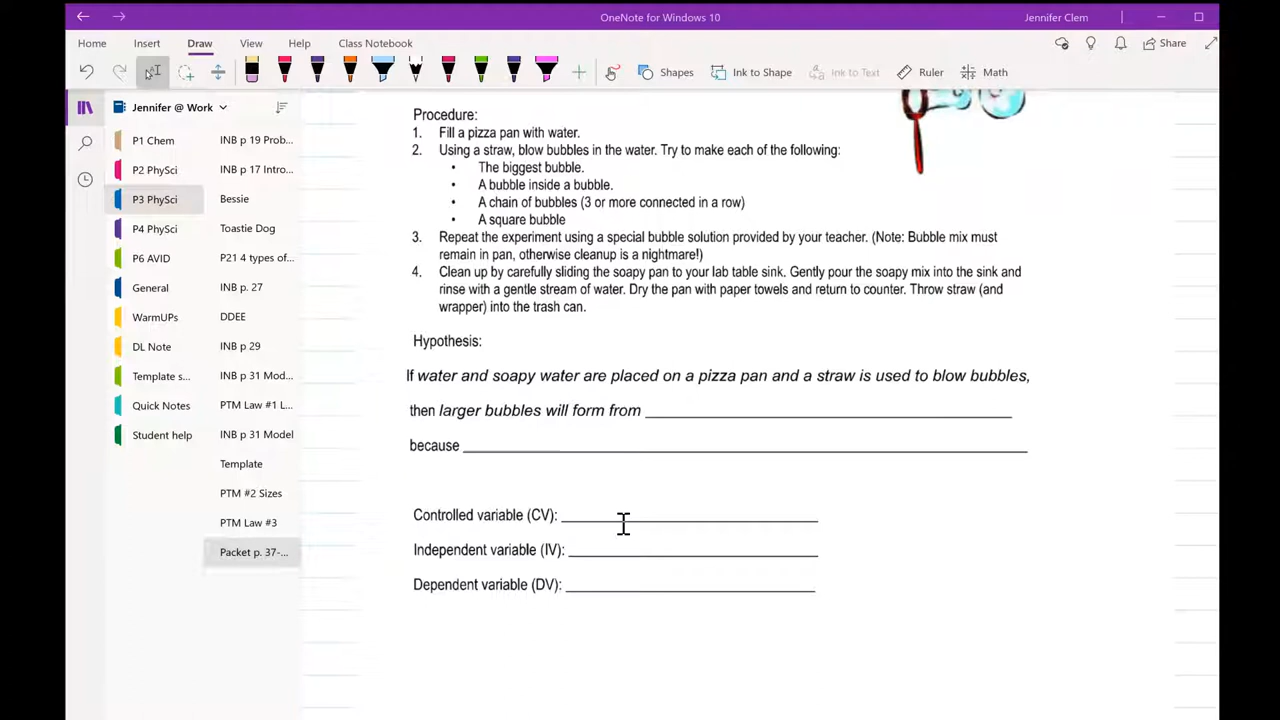 OneNote for Windows 10
Jennifer Clem
Home Insert Draw View Help Class Notebook
Share
Shapes Ink to Shape Ink to Text Ruler Math
Jennifer @ Work
P1 Chem
P2 PhySci
P3 PhySci
P4 PhySci
P6 AVID
General
WarmUPs
DL Note
Template s...
Quick Notes
Student help
INB p 19 Prob...
INB p 17 Intro...
Bessie
Toastie Dog
P21 4 types of...
INB p. 27
DDEE
INB p 29
INB p 31 Mod...
PTM Law #1 L...
INB p 31 Model
Template
PTM #2 Sizes
PTM Law #3
Packet p. 37-...
Procedure:
1. Fill a pizza pan with water.
2. Using a straw, blow bubbles in the water. Try to make each of the following:
• The biggest bubble.
• A bubble inside a bubble.
• A chain of bubbles (3 or more connected in a row)
• A square bubble
3. Repeat the experiment using a special bubble solution provided by your teacher. (Note: Bubble mix must
remain in pan, otherwise cleanup is a nightmare!)
4. Clean up by carefully sliding the soapy pan to your lab table sink. Gently pour the soapy mix into the sink and
rinse with a gentle stream of water. Dry the pan with paper towels and return to counter. Throw straw (and
wrapper) into the trash can.
Hypothesis:
If water and soapy water are placed on a pizza pan and a straw is used to blow bubbles,
then larger bubbles will form from
because
Controlled variable (CV):
Independent variable (IV):
Dependent variable (DV):